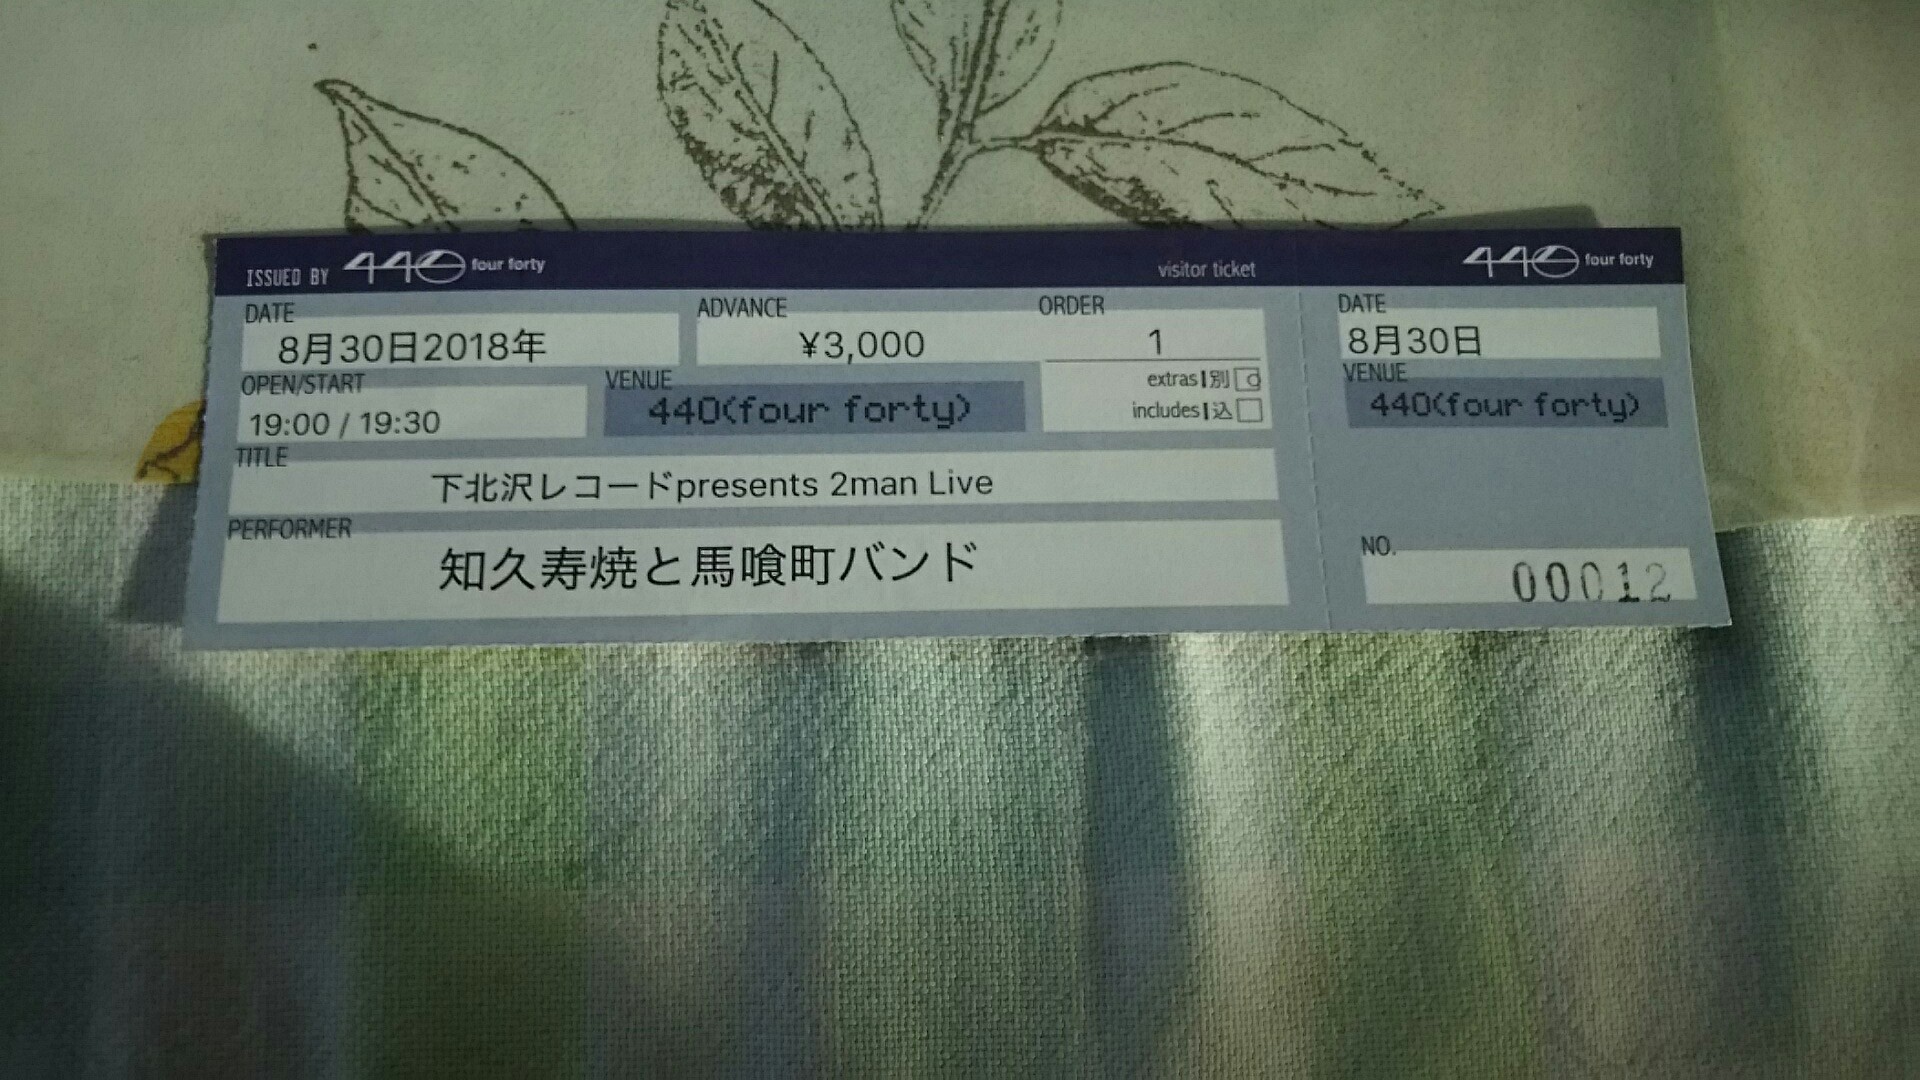 ISSUED BY 440 four forty
visitor ticket
DATE
8月30日2018年
ADVANCE
¥3,000
ORDER
1
extras|別
includes|込
OPEN/START
19:00 / 19:30
VENUE
440(four forty)
TITLE
下北沢レコードpresents 2man Live
PERFORMER
知久寿焼と馬喰町バンド
440 four forty
DATE
8月30日
VENUE
440(four forty)
NO.
00012